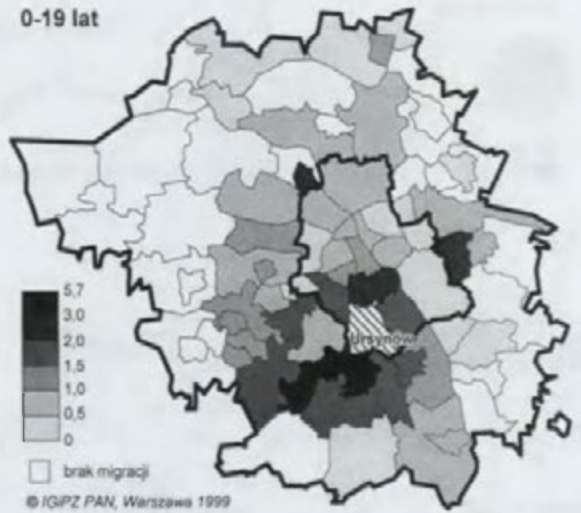 0-19 lat
Ursynów
5,7
3,0
2,0
1,5
1,0
0,5
0
brak migracji
© IGiPZ PAN, Warszawa 1999